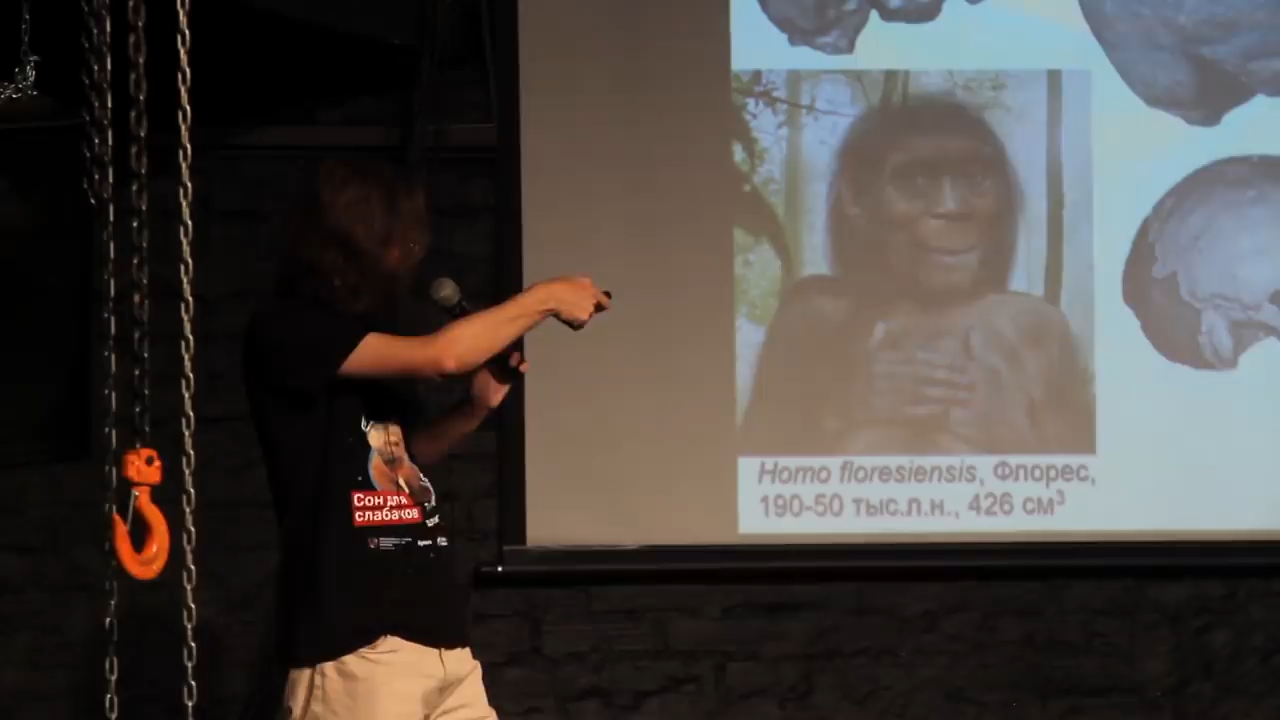 Homo floresiensis, Флорес,
190-50 тыс.л.н., 426 см³
Сон для
слабаков